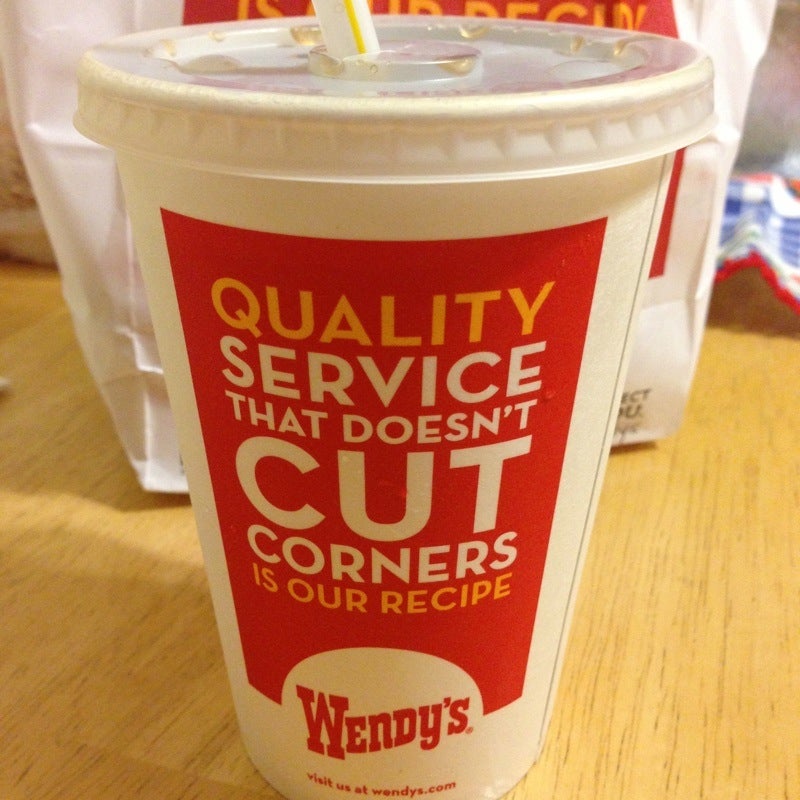 IS OUR RECIPE
QUALITY
SERVICE
THAT DOESN'T
CUT
CORNERS
IS OUR RECIPE
WENDY'S®
visit us at wendys.com